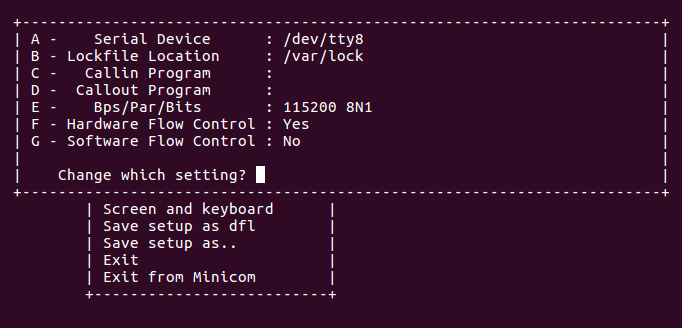 A -    Serial Device      : /dev/tty8
B - Lockfile Location     : /var/lock
C -   Callin Program      :
D -  Callout Program      :
E -    Bps/Par/Bits       : 115200 8N1
F - Hardware Flow Control : Yes
G - Software Flow Control : No
Change which setting?
Screen and keyboard
Save setup as dfl
Save setup as..
Exit
Exit from Minicom